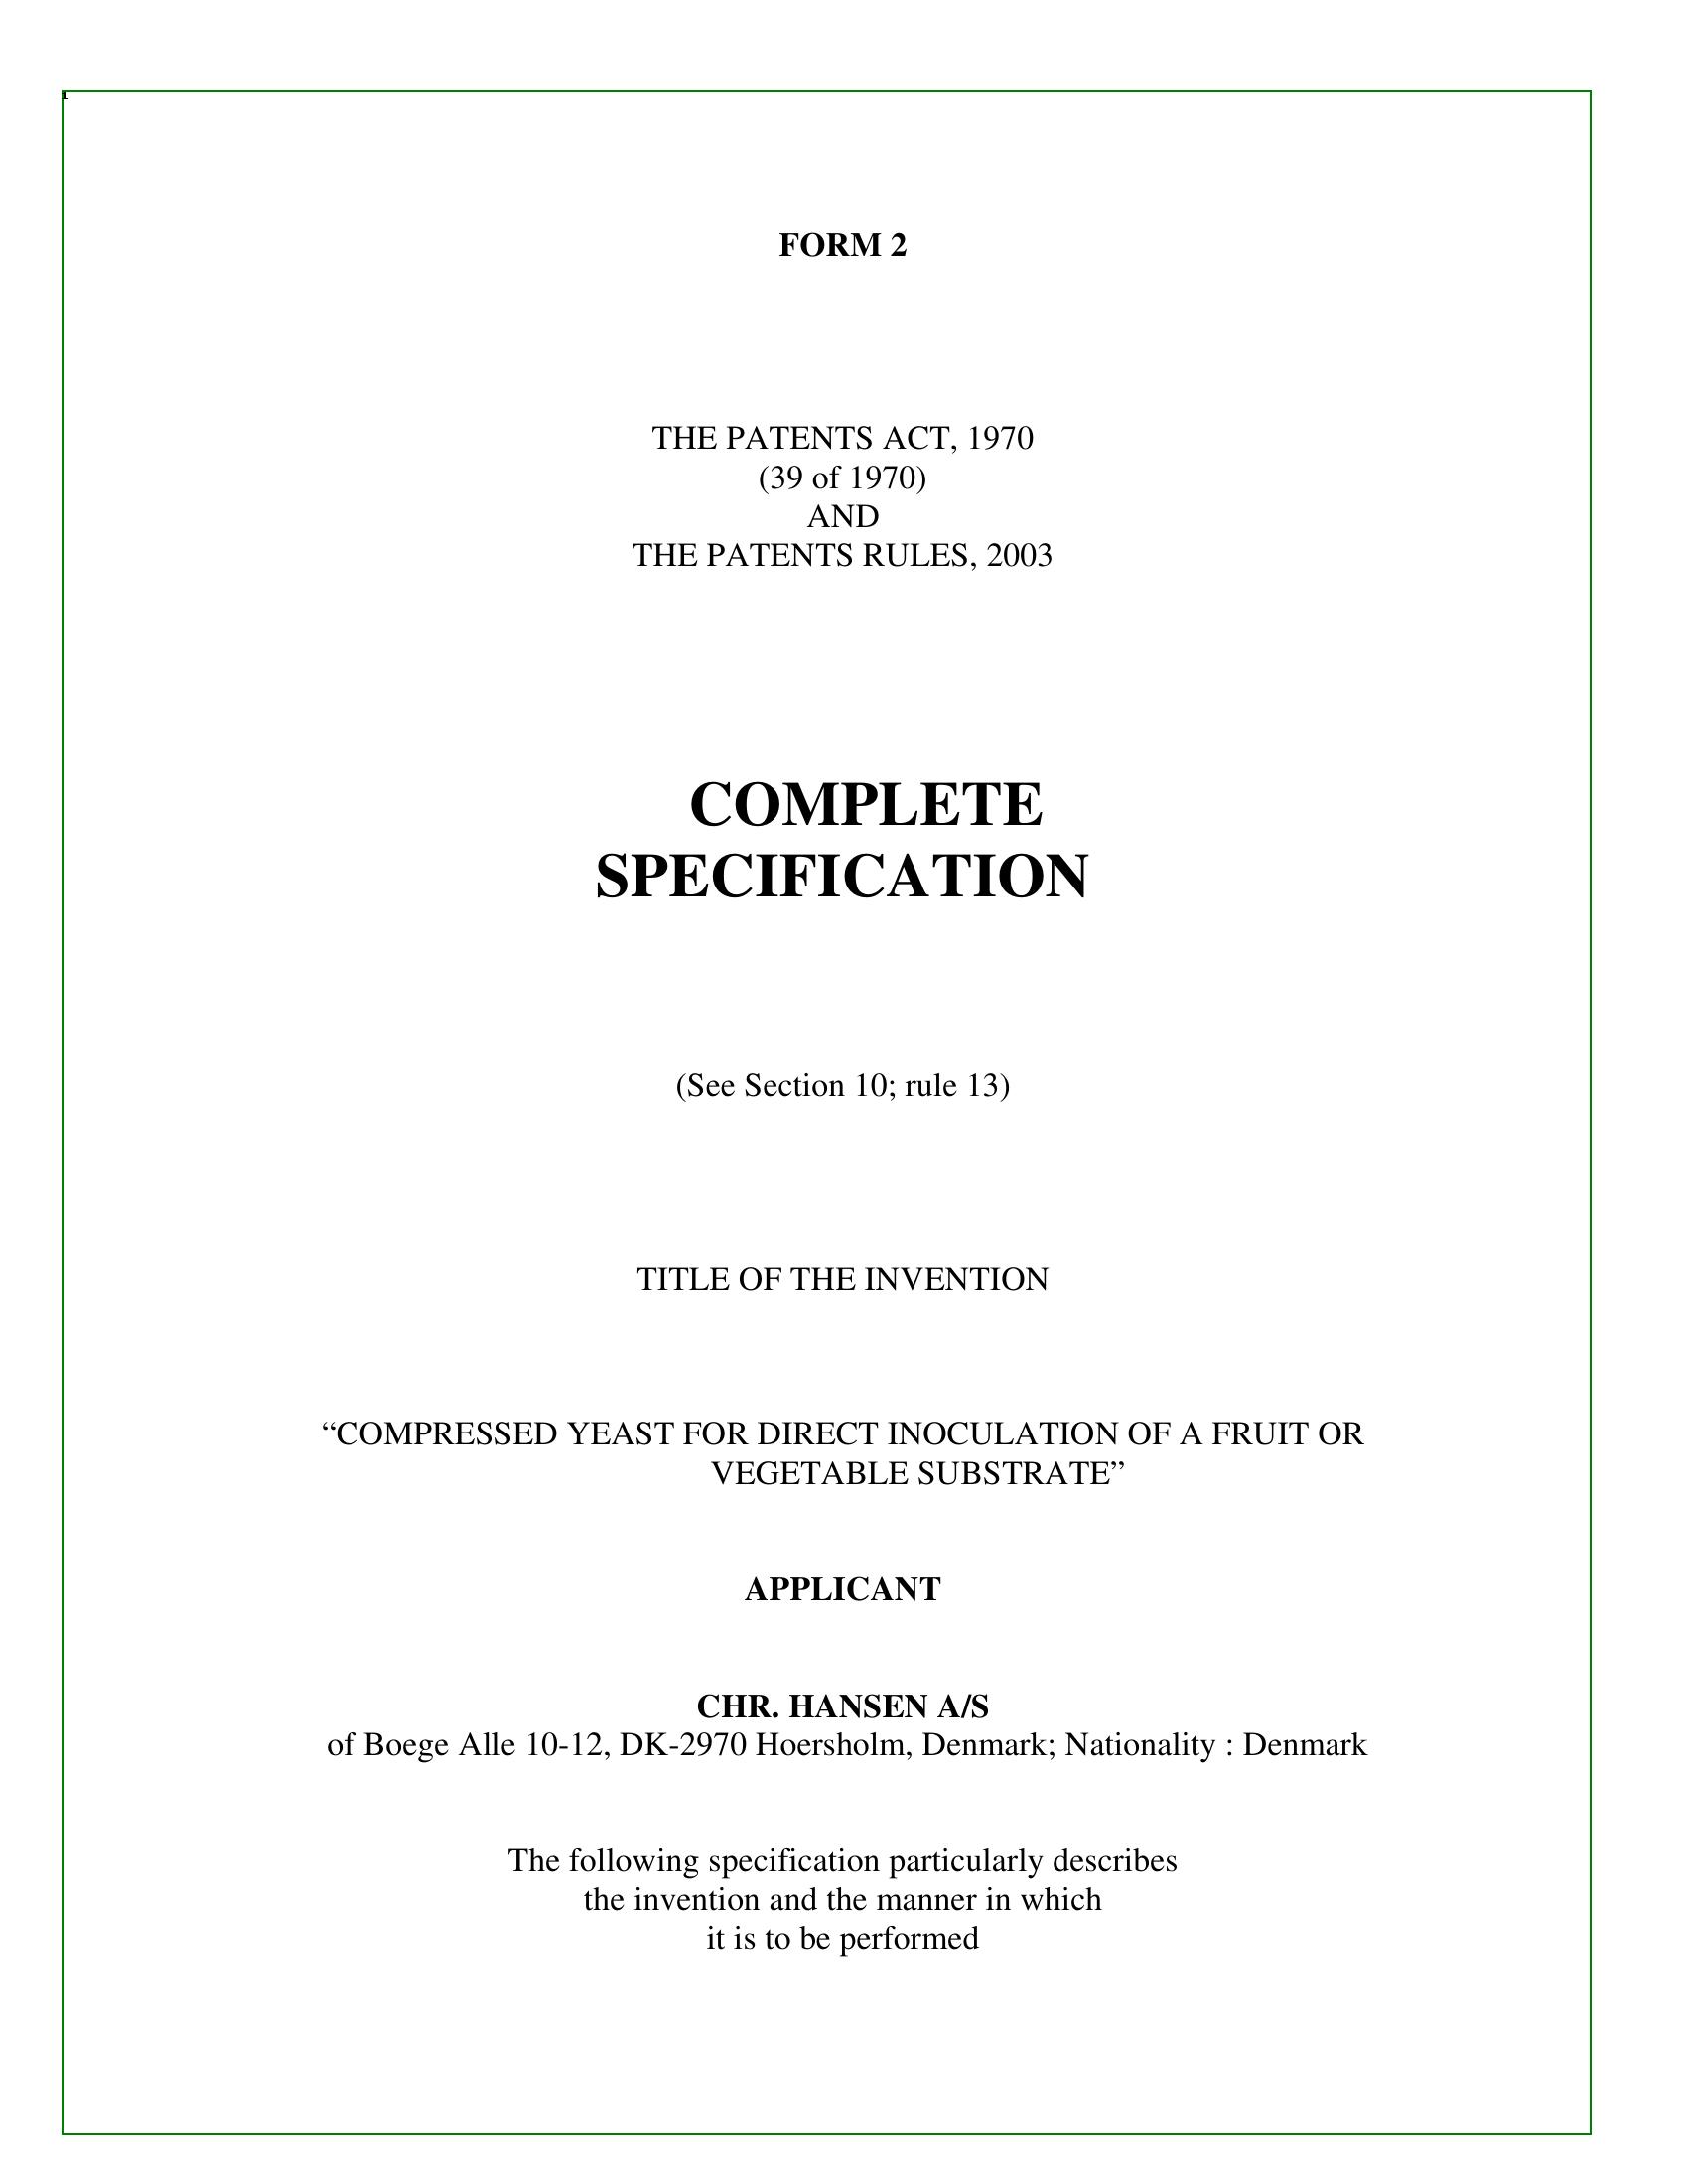 FORM 2
THE PATENTS ACT, 1970
(39 of 1970)
AND
THE PATENTS RULES, 2003
COMPLETE
SPECIFICATION
(See Section 10; rule 13)
TITLE OF THE INVENTION
“COMPRESSED YEAST FOR DIRECT INOCULATION OF A FRUIT OR
VEGETABLE SUBSTRATE”
APPLICANT
CHR. HANSEN A/S
of Boege Alle 10-12, DK-2970 Hoersholm, Denmark; Nationality : Denmark
The following specification particularly describes
the invention and the manner in which
it is to be performed